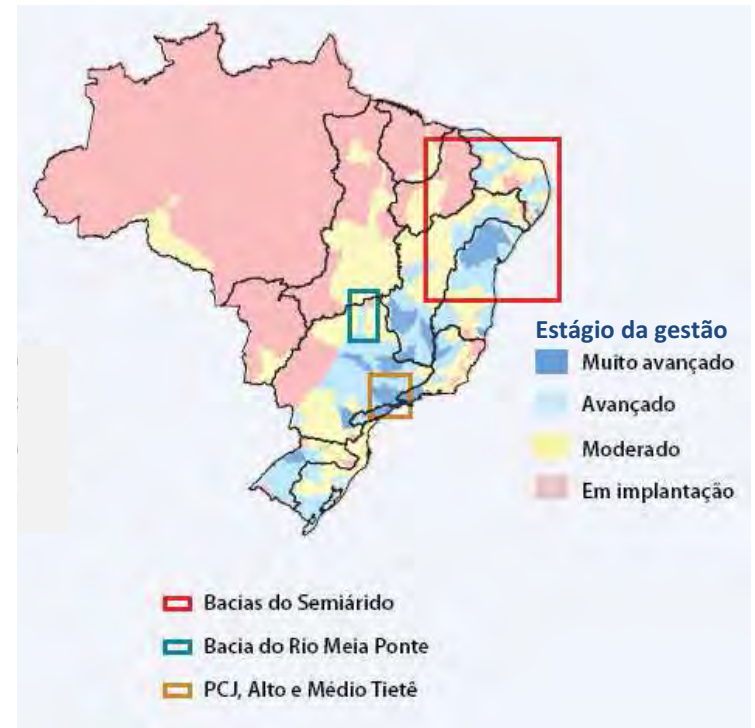 Estágio da gestão
Muito avançado
Avançado
Moderado
Em implantação
Bacias do Semiárido
Bacia do Rio Meia Ponte
PCJ, Alto e Médio Tietê